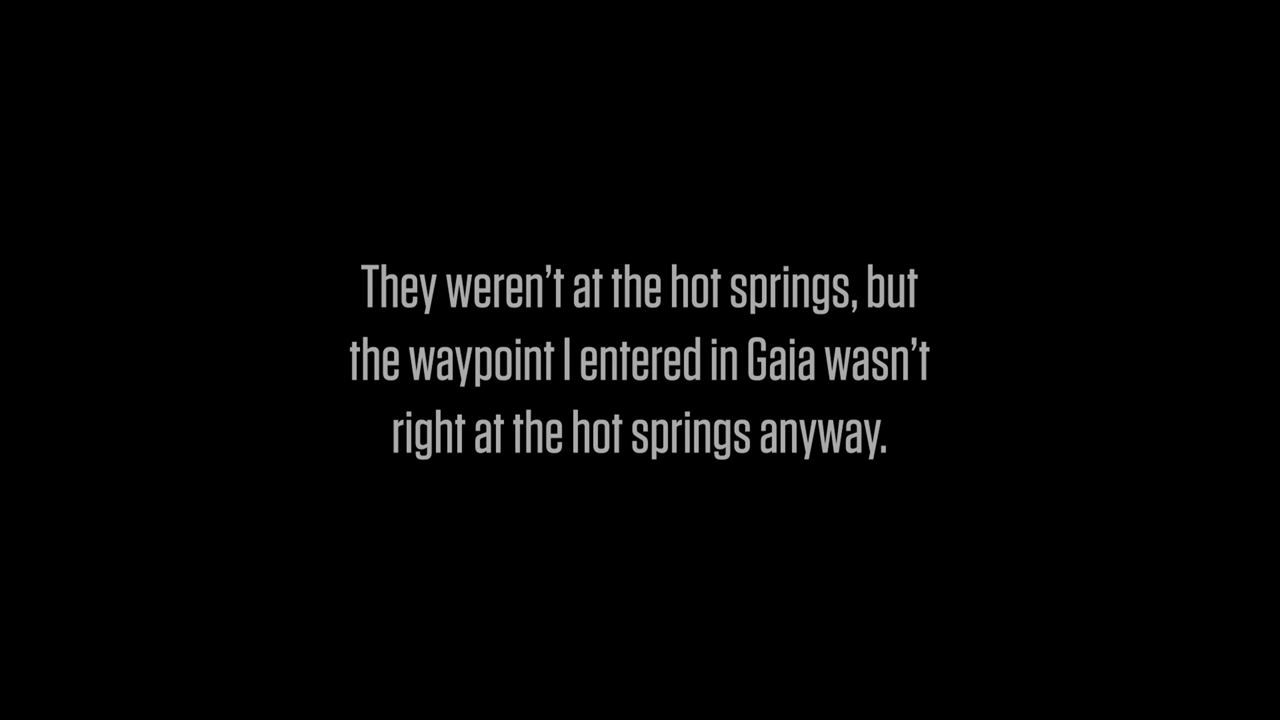 They weren’t at the hot springs, but
the waypoint I entered in Gaia wasn’t
right at the hot springs anyway.